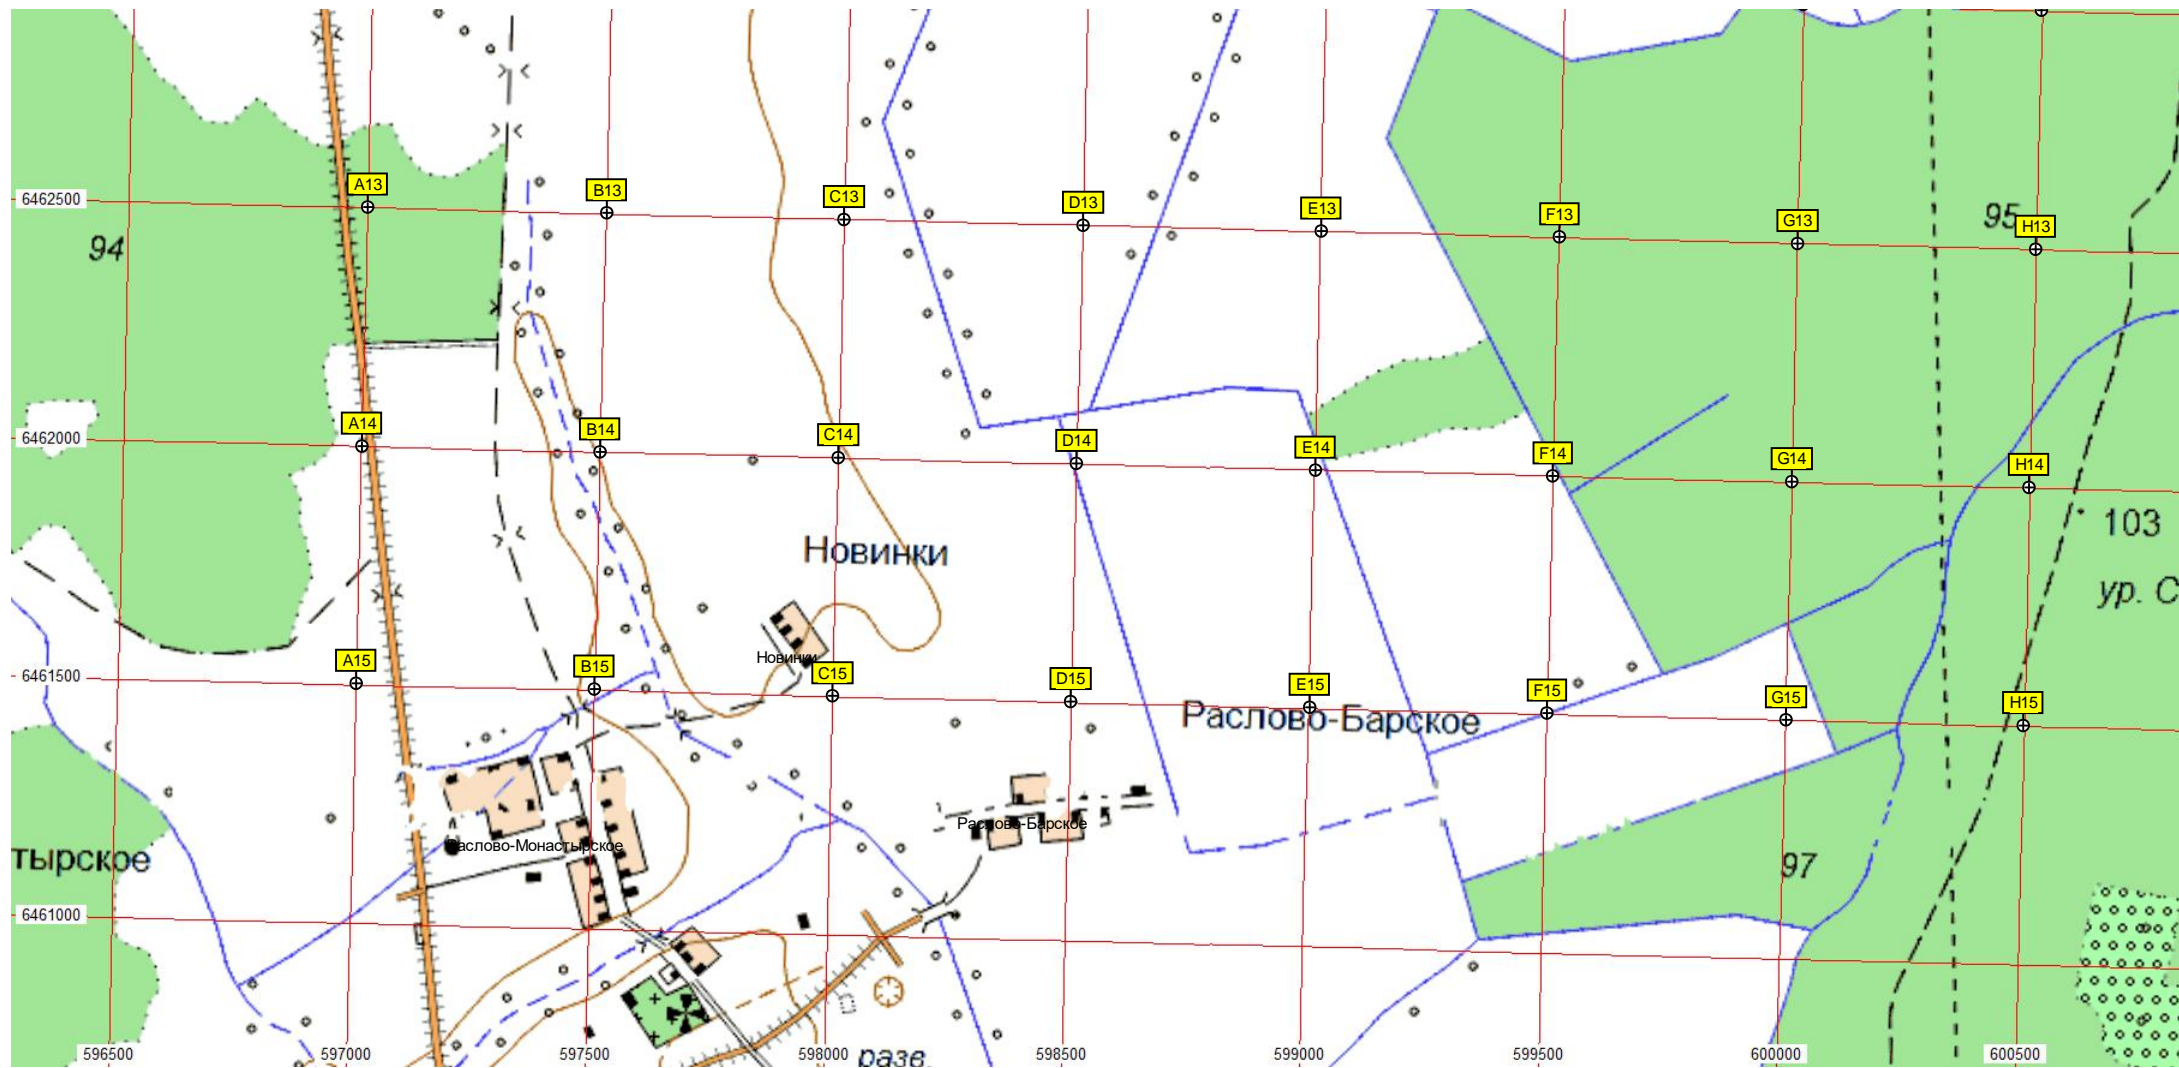 A13
B13
C13
D13
E13
F13
G13
H13
6462500
94
95
A14
B14
C14
D14
E14
F14
G14
H14
6462000
103
Новинки
ур. С
A15
B15
C15
D15
E15
F15
G15
H15
6461500
Новинки
Раслово-Барское
Раслово-Барское
Раслово-Монастырское
тырское
97
6461000
596500
597000
597500
598000
598500
599000
599500
600000
600500
разв.